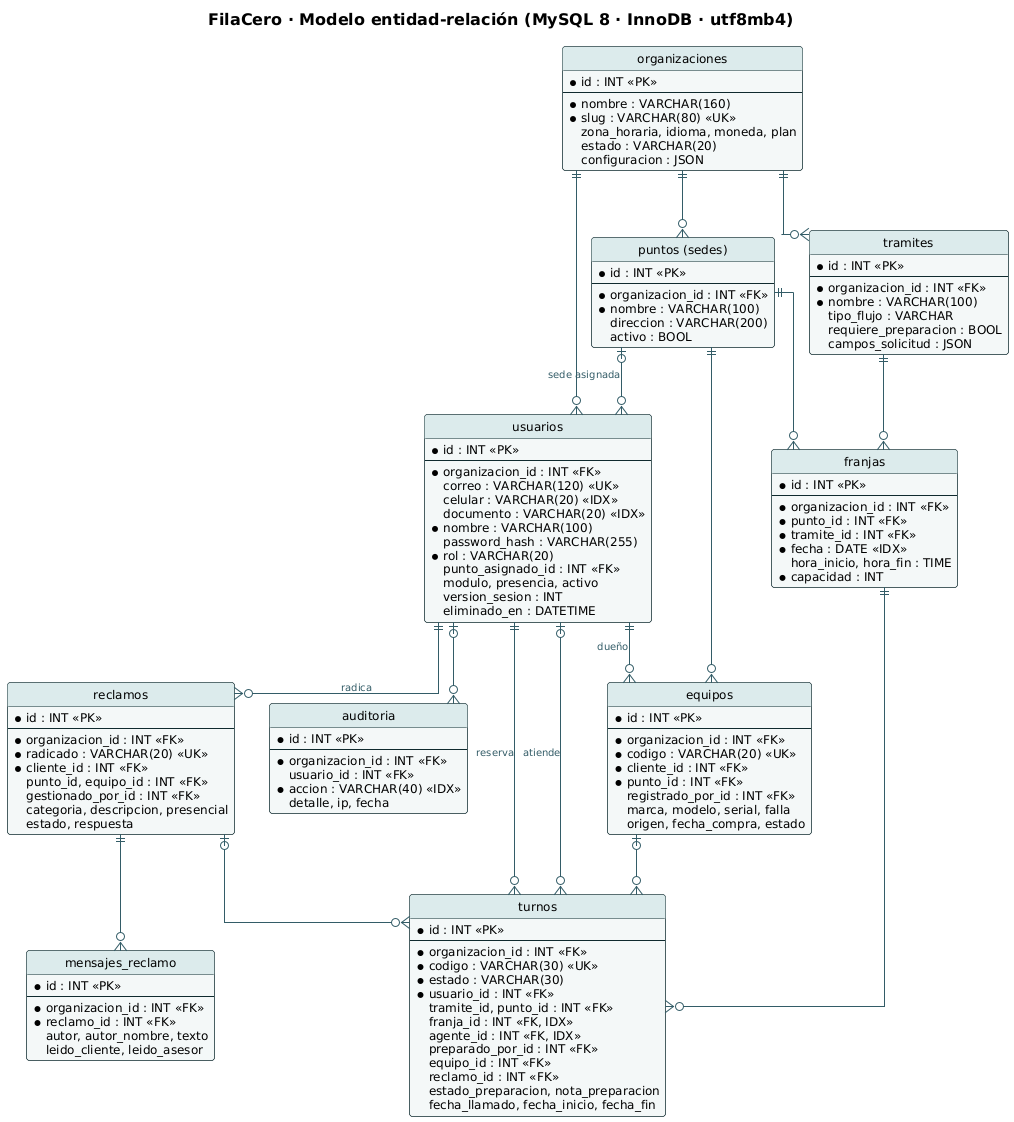 FilaCero · Modelo entidad-relación (MySQL 8 · InnoDB · utf8mb4)
organizaciones
id : INT «PK»
nombre : VARCHAR(160)
slug : VARCHAR(80) «UK»
zona_horaria, idioma, moneda, plan
estado : VARCHAR(20)
configuracion : JSON
puntos (sedes)
id : INT «PK»
organizacion_id : INT «FK»
nombre : VARCHAR(100)
direccion : VARCHAR(200)
activo : BOOL
tramites
id : INT «PK»
organizacion_id : INT «FK»
nombre : VARCHAR(100)
tipo_flujo : VARCHAR
requiere_preparacion : BOOL
campos_solicitud : JSON
sede asignada
usuarios
id : INT «PK»
organizacion_id : INT «FK»
correo : VARCHAR(120) «UK»
celular : VARCHAR(20) «IDX»
documento : VARCHAR(20) «IDX»
nombre : VARCHAR(100)
password_hash : VARCHAR(255)
rol : VARCHAR(20)
punto_asignado_id : INT «FK»
modulo, presencia, activo
version_sesion : INT
eliminado_en : DATETIME
franjas
id : INT «PK»
organizacion_id : INT «FK»
punto_id : INT «FK»
tramite_id : INT «FK»
fecha : DATE «IDX»
hora_inicio, hora_fin : TIME
capacidad : INT
dueño
radica
reclamos
id : INT «PK»
organizacion_id : INT «FK»
radicado : VARCHAR(20) «UK»
cliente_id : INT «FK»
punto_id, equipo_id : INT «FK»
gestionado_por_id : INT «FK»
categoria, descripcion, presencial
estado, respuesta
auditoria
id : INT «PK»
organizacion_id : INT «FK»
usuario_id : INT «FK»
accion : VARCHAR(40) «IDX»
detalle, ip, fecha
reserva
atiende
equipos
id : INT «PK»
organizacion_id : INT «FK»
codigo : VARCHAR(20) «UK»
cliente_id : INT «FK»
punto_id : INT «FK»
registrado_por_id : INT «FK»
marca, modelo, serial, falla
origen, fecha_compra, estado
mensajes_reclamo
id : INT «PK»
organizacion_id : INT «FK»
reclamo_id : INT «FK»
autor, autor_nombre, texto
leido_cliente, leido_asesor
turnos
id : INT «PK»
organizacion_id : INT «FK»
codigo : VARCHAR(30) «UK»
estado : VARCHAR(30)
usuario_id : INT «FK»
tramite_id, punto_id : INT «FK»
franja_id : INT «FK, IDX»
agente_id : INT «FK, IDX»
preparado_por_id : INT «FK»
equipo_id : INT «FK»
reclamo_id : INT «FK»
estado_preparacion, nota_preparacion
fecha_llamado, fecha_inicio, fecha_fin